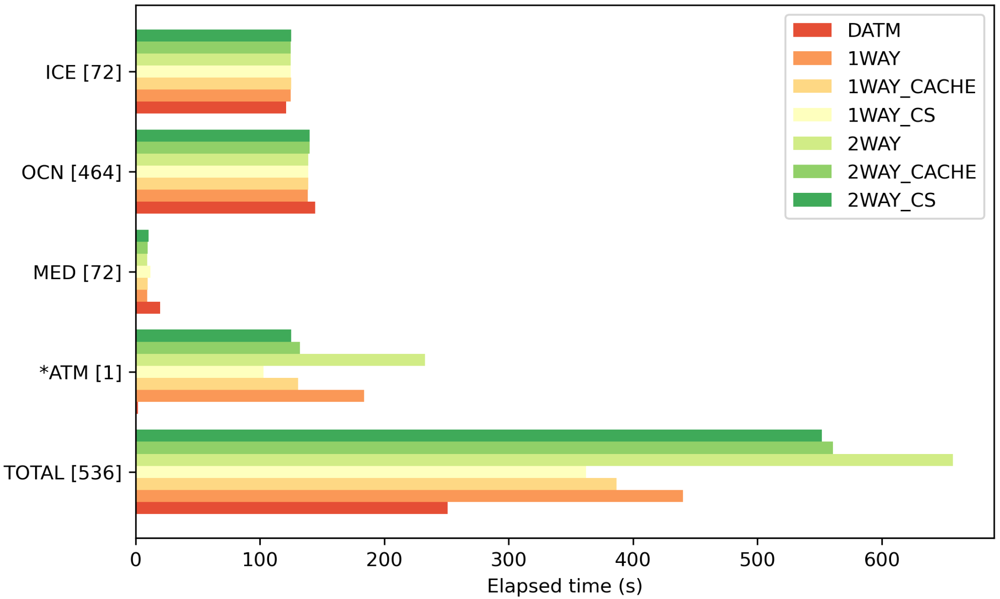 DATM
1WAY
1WAY_CACHE
1WAY_CS
2WAY
2WAY_CACHE
2WAY_CS
ICE [72]
OCN [464]
MED [72]
*ATM [1]
TOTAL [536]
0 100 200 300 400 500 600
Elapsed time (s)